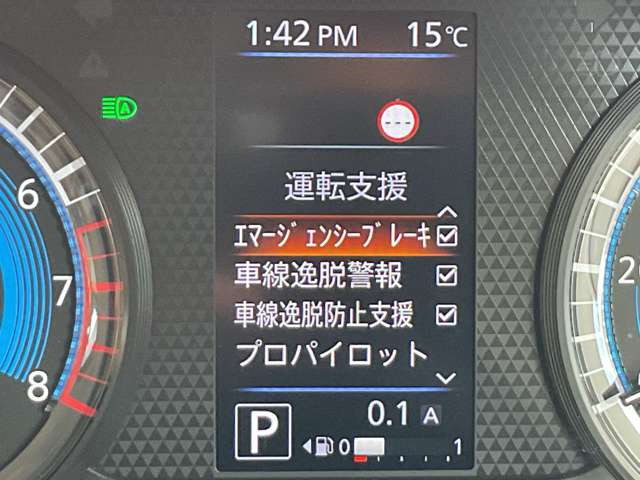 1:42 PM 15℃
A
---
運転支援
エマージェンシーブレーキ
車線逸脱警報
車線逸脱防止支援
プロパイロット
6
7
8
2
0.1 A
P
0 1